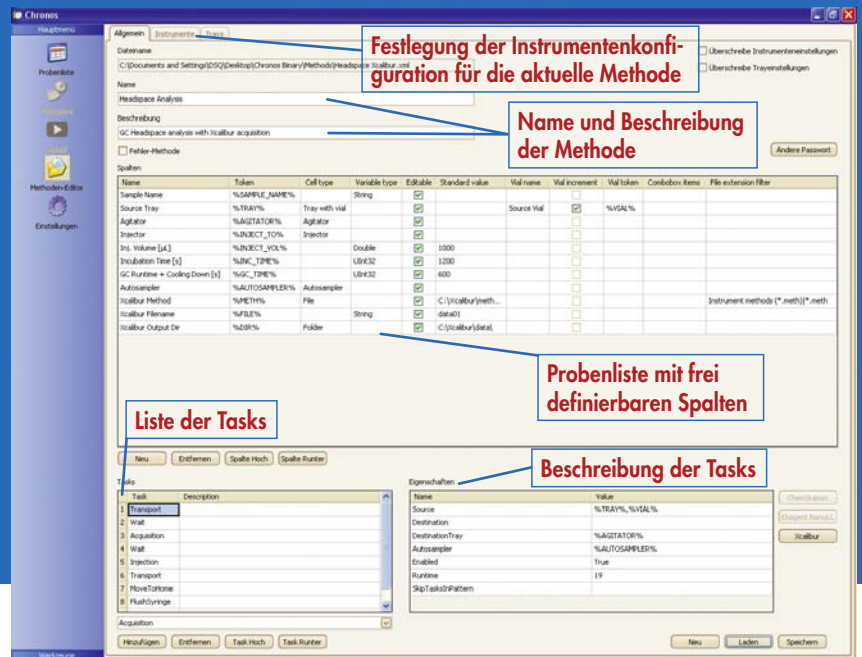 Chronos
Hauptmenü
Probenliste
Methoden-Editor
Einstellungen
Allgemein Instrumente Trays
Festlegung der Instrumentenkonfi-
guration für die aktuelle Methode
Dateiname
C:\Documents and Settings\DSQ\Desktop\Chronos Binary\Methods\Headspace Xcalibur.xml
Überschreibe Instrumenteneinstellungen
Überschreibe Trayeinstellungen
Name
Headspace Analysis
Name und Beschreibung
der Methode
Beschreibung
GC Headspace analysis with Xcalibur acquisition
Fehler-Methode
Ändere Passwort
Spalten
Name Token Cell type Variable type Editable Standard value Vial name Vial increment Vial token Combobox items File extension filter
Sample Name %SAMPLE_NAME% String
Source Tray %TRAY% Tray with vial Source Vial %VIAL%
Agitator %AGITATOR% Agitator
Injector %INJECT_TO% Injector
Inj. Volume [µL] %INJECT_VOL% Double 1000
Incubation Time [s] %INC_TIME% UInt32 1200
GC Runtime + Cooling Down [s] %GC_TIME% UInt32 600
Autosampler %AUTOSAMPLER% Autosampler
Xcalibur Method %METH% File C:\Xcalibur\meth... Instrument methods (*.meth)|*.meth
Xcalibur Filename %FILE% String data01
Xcalibur Output Dir %DIR% Folder C:\Xcalibur\data\
Probenliste mit frei
definierbaren Spalten
Liste der Tasks
Neu Entfernen Spalte Hoch Spalte Runter
Beschreibung der Tasks
Tasks
Task Description
1 Transport
2 Wait
3 Acquisition
4 Wait
5 Injection
6 Transport
7 MoveToHome
8 FlushSyringe
Acquisition
Hinzufügen Entfernen Task Hoch Task Runter
Eigenschaften
Name Value
Source %TRAY%,%VIAL%
Destination
DestinationTray %AGITATOR%
Autosampler %AUTOSAMPLER%
Enabled True
Runtime 19
SkipTasksInPattern
ChemStation
Xcalibur
Neu Laden Speichern